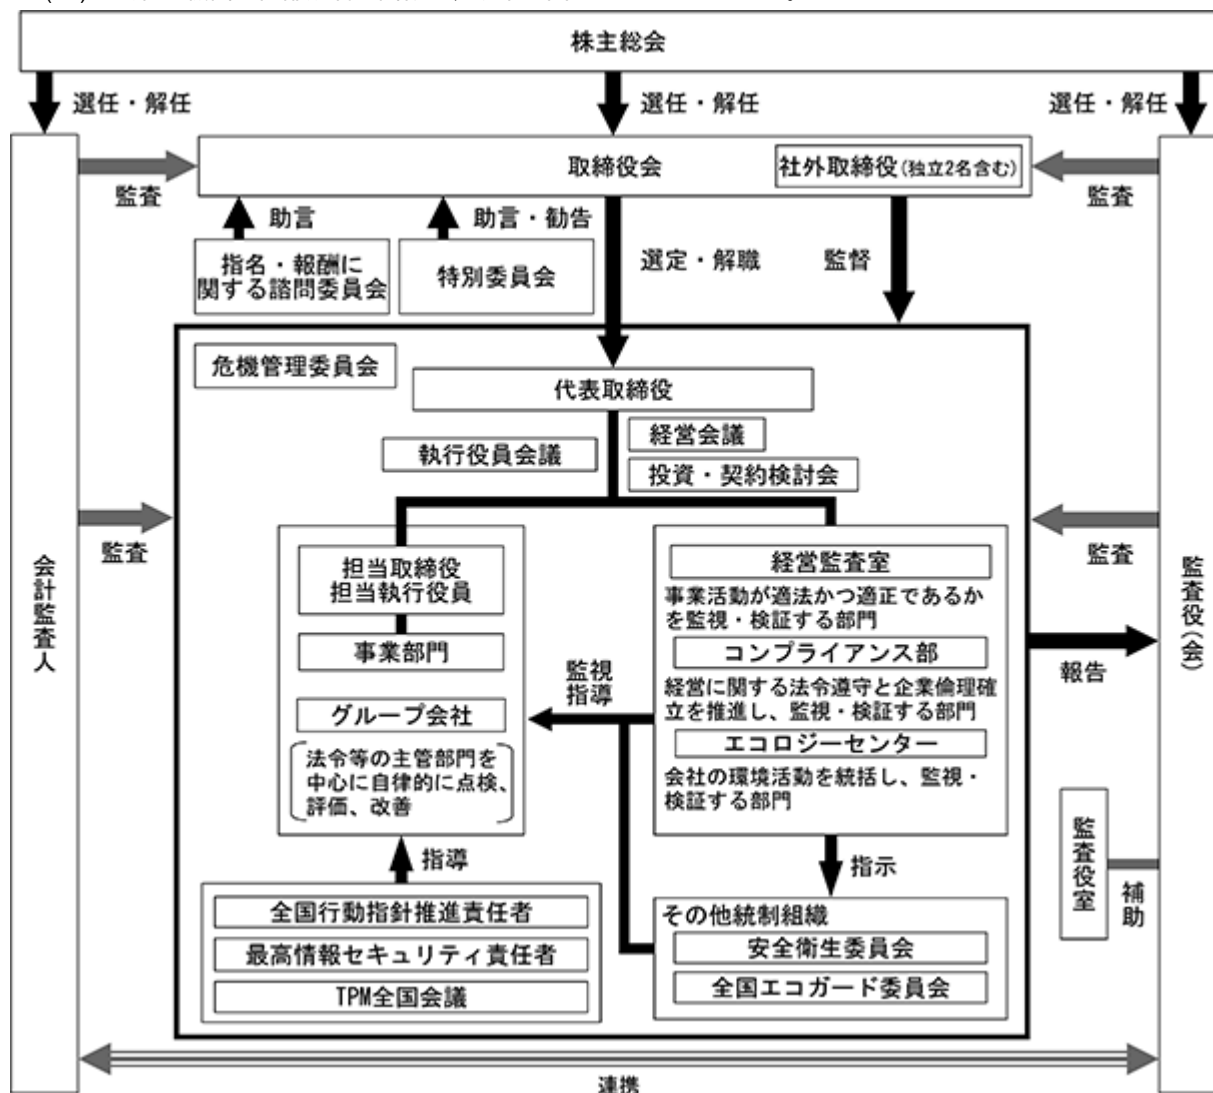 株主総会
選任・解任
選任・解任
選任・解任
取締役会
社外取締役(独立2名含む)
監査
監査
助言
助言・勧告
選定・解職
監督
指名・報酬に
関する諮問委員会
特別委員会
危機管理委員会
代表取締役
執行役員会議
経営会議
投資・契約検討会
監査
監査
会計監査人
監査役(会)
担当取締役
担当執行役員
事業部門
グループ会社
法令等の主管部門を
中心に自律的に点検、
評価、改善
監視
指導
経営監査室
事業活動が適法かつ適正であるか
を監視・検証する部門
コンプライアンス部
経営に関する法令遵守と企業倫理確
立を推進し、監視・検証する部門
エコロジーセンター
会社の環境活動を統括し、監視・
検証する部門
報告
指導
指示
監査役室
補助
全国行動指針推進責任者
最高情報セキュリティ責任者
TPM全国会議
その他統制組織
安全衛生委員会
全国エコガード委員会
連携